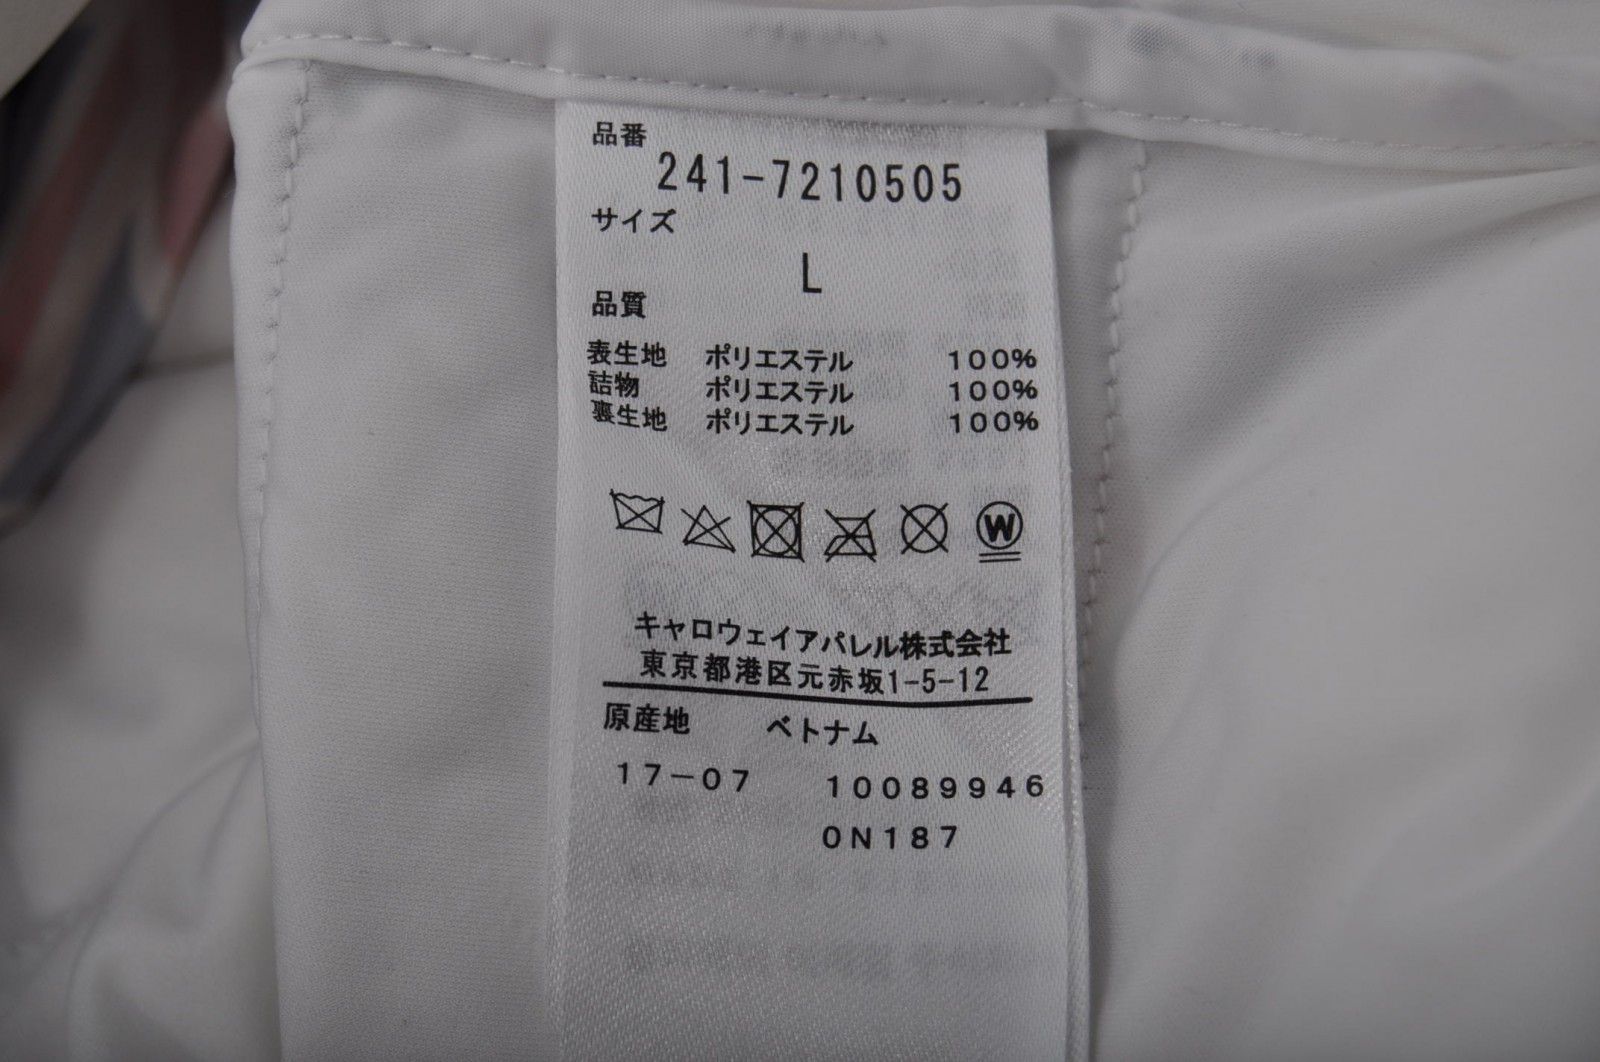 品番
241-7210505
サイズ
L
品質
表生地 ポリエステル 100%
詰物 ポリエステル 100%
裏生地 ポリエステル 100%
W
キャロウェイアパレル株式会社
東京都港区元赤坂1-5-12
原産地 ベトナム
17-07 10089946
0N187